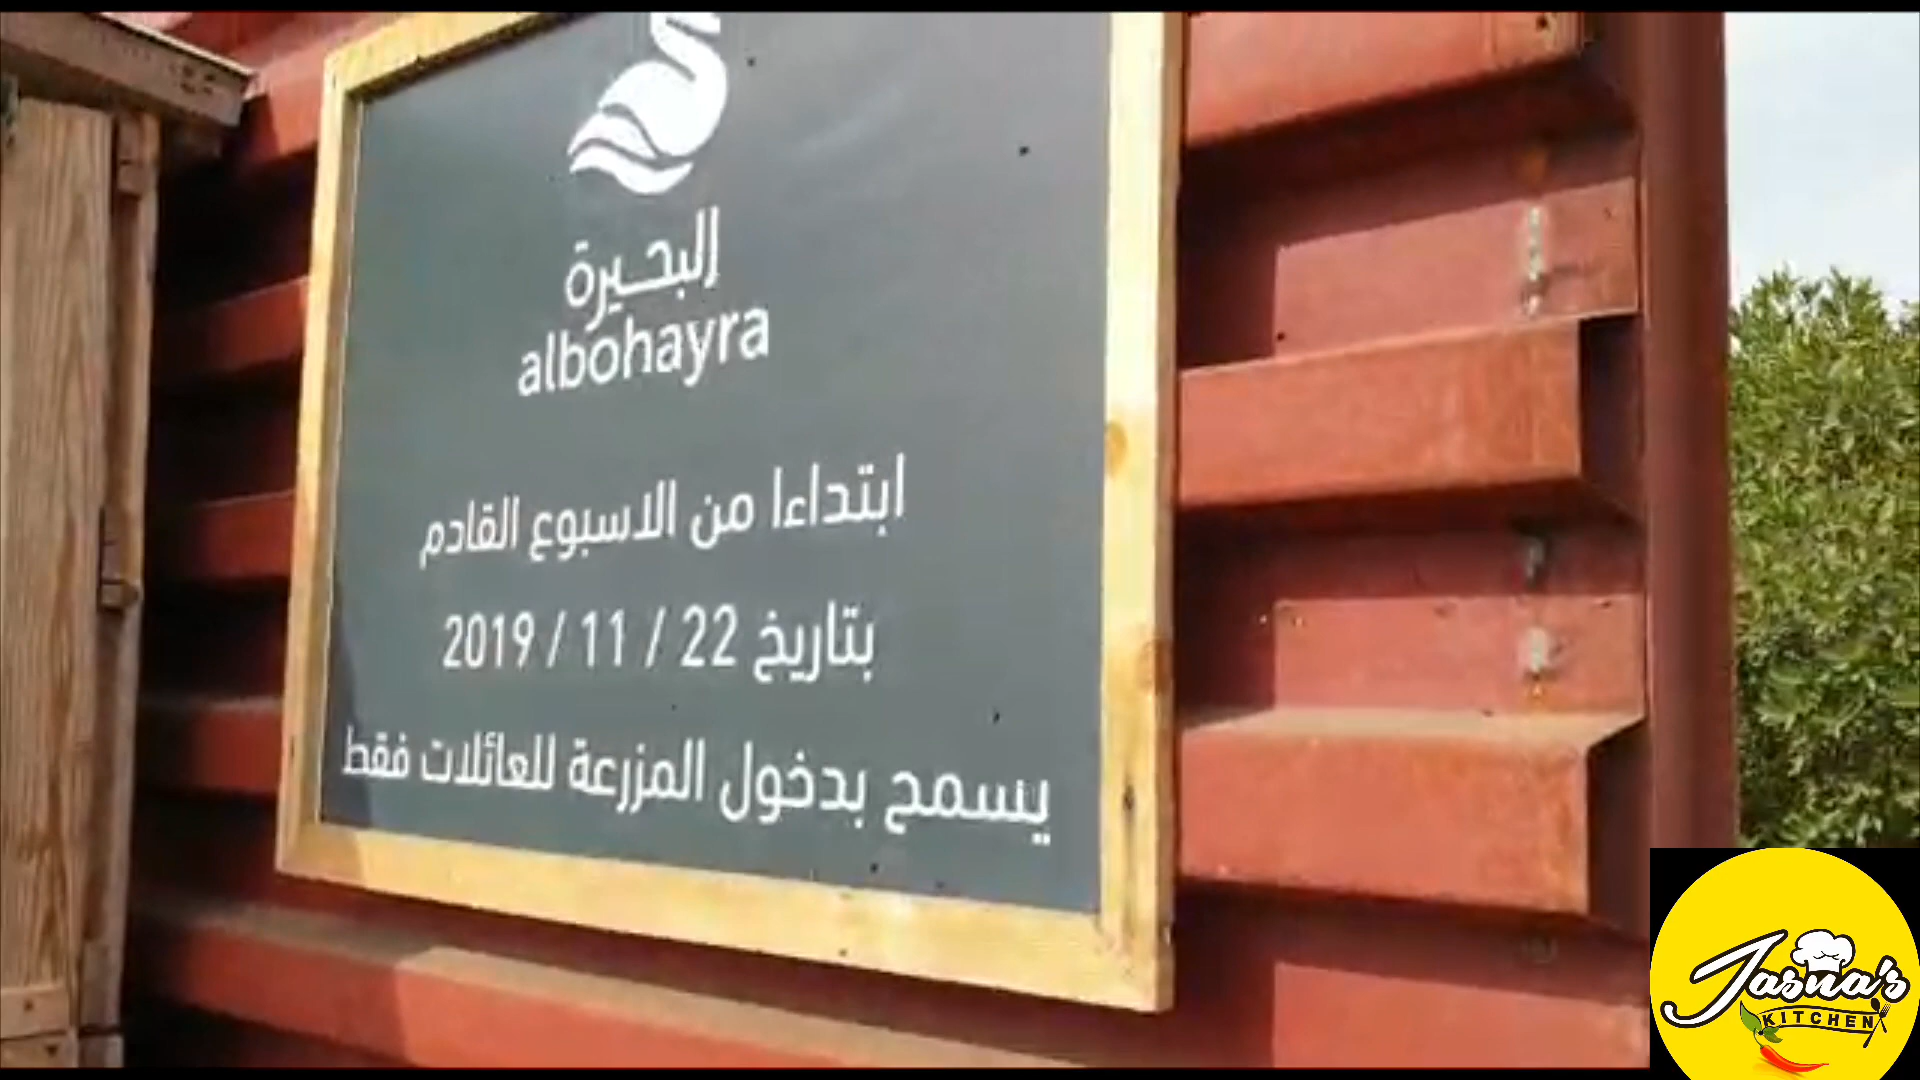 البحيرة
albohayra
ابتداءا من الاسبوع القادم
بتاريخ 22 / 11 / 2019
يسمح بدخول المزرعة للعائلات فقط
Jasna's
KITCHEN